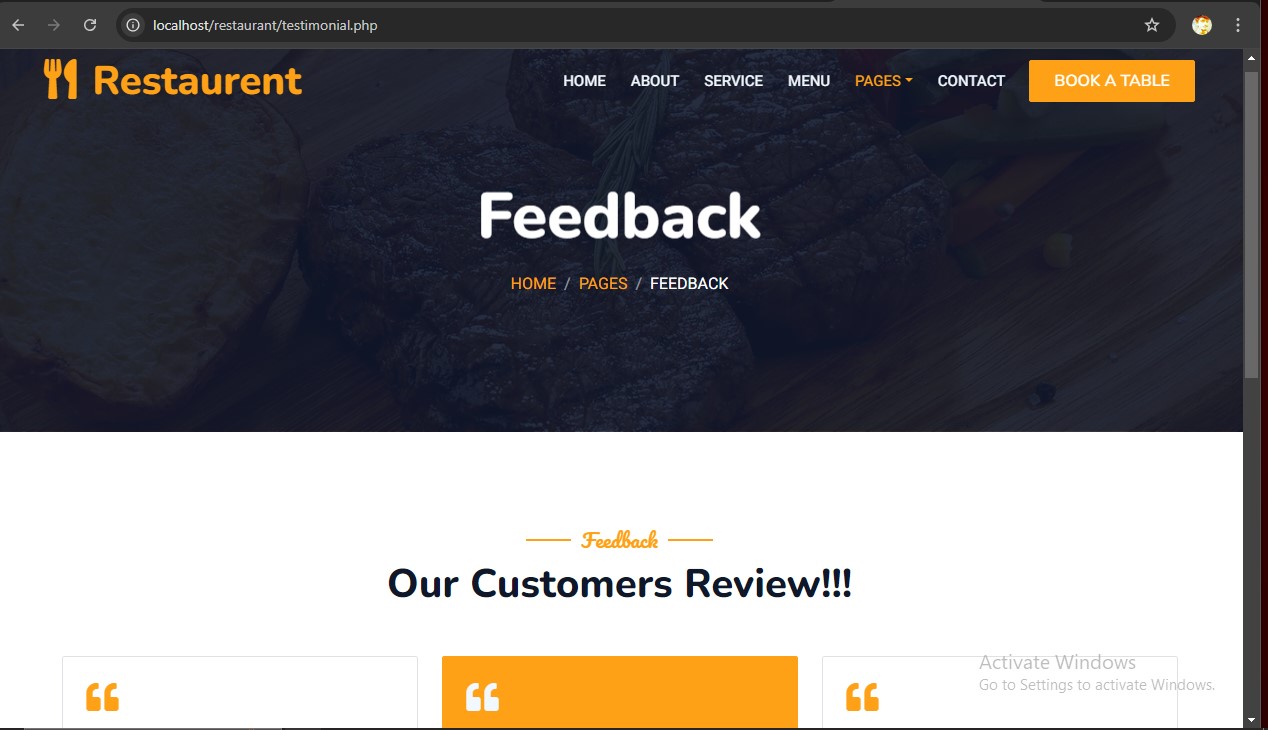 localhost/restaurant/testimonial.php
Restaurent
HOME ABOUT SERVICE MENU PAGES CONTACT BOOK A TABLE
Feedback
HOME / PAGES / FEEDBACK
Feedback
Our Customers Review!!!
Activate Windows
Go to Settings to activate Windows.